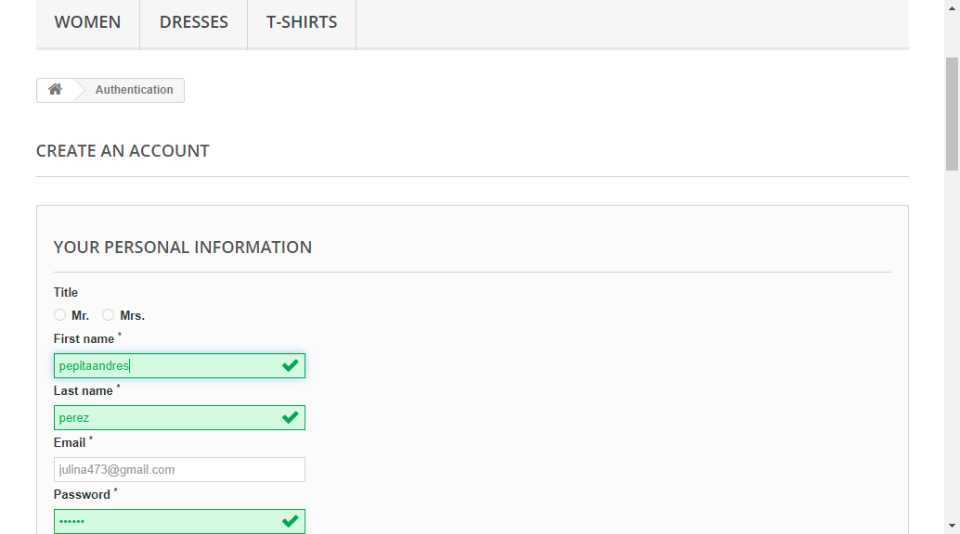 WOMEN DRESSES T-SHIRTS
Authentication
CREATE AN ACCOUNT
YOUR PERSONAL INFORMATION
Title
Mr. Mrs.
First name *
pepitaandres
Last name *
perez
Email *
julina473@gmail.com
Password *
••••••